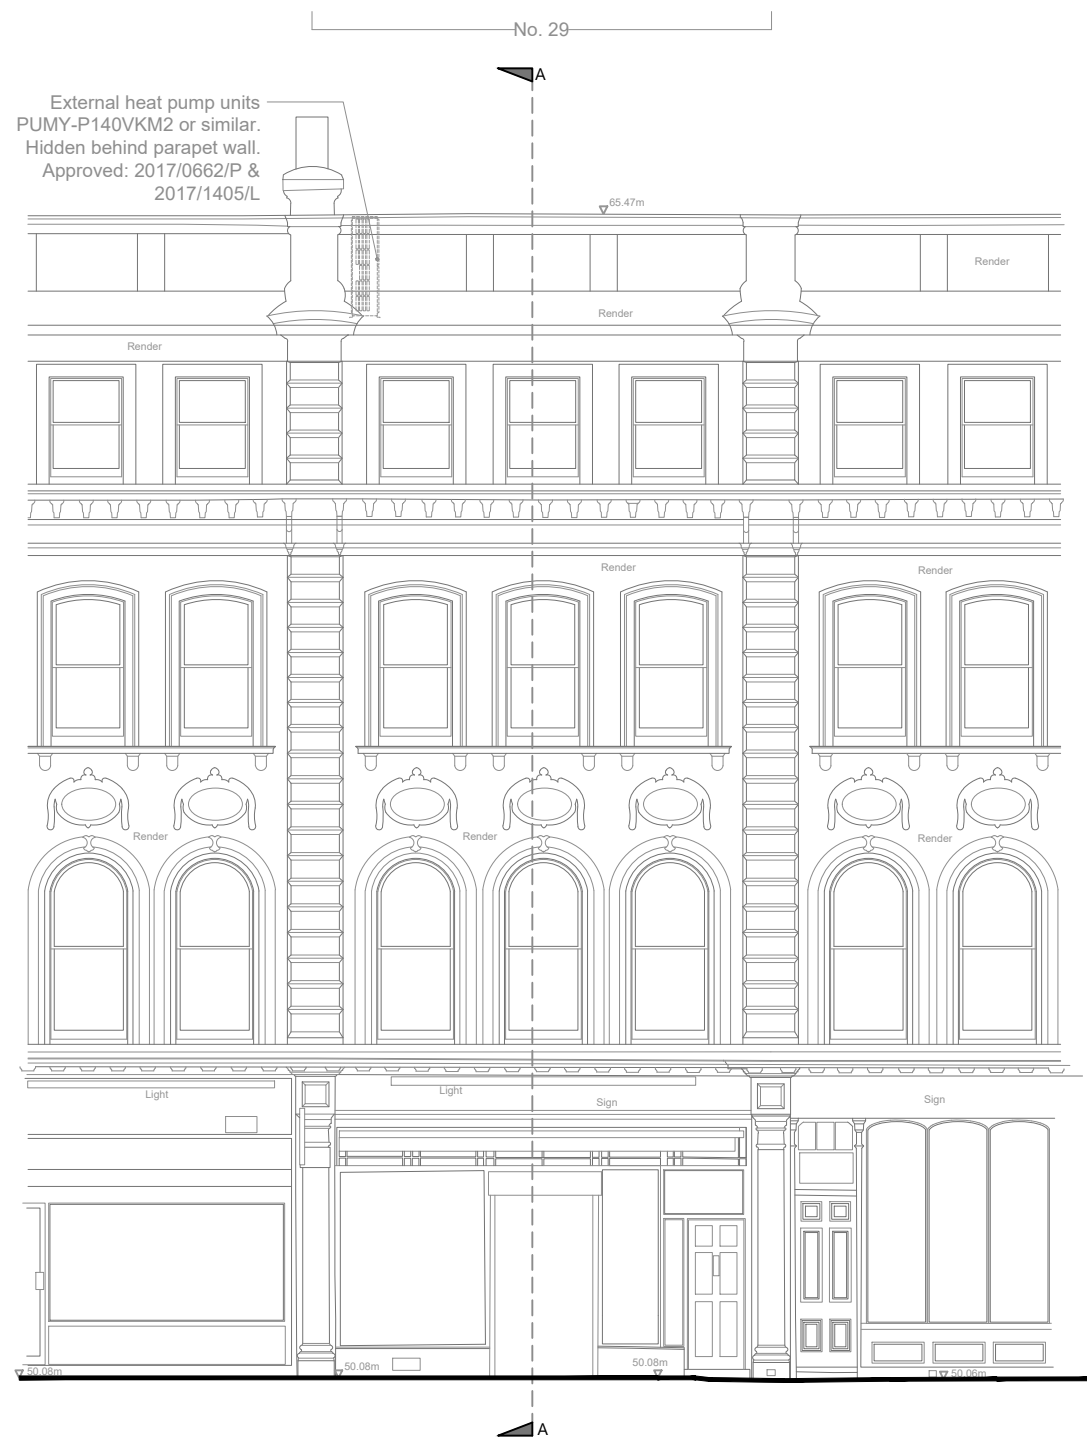 No. 29
A
External heat pump units
PUMY-P140VKM2 or similar.
Hidden behind parapet wall.
Approved: 2017/0662/P &
2017/1405/L
65.47m
Render
Render
Render
Render
Render
Render
Render
Render
Light
Light
Sign
Sign
50.08m
50.08m
50.08m
50.06m
A